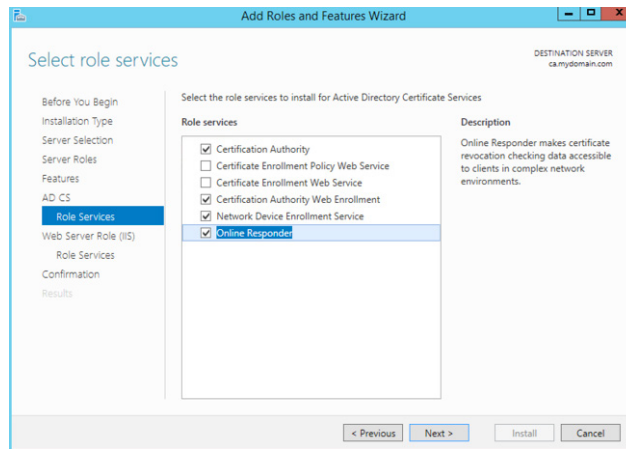 Add Roles and Features Wizard
Select role services
DESTINATION SERVER
ca.mydomain.com
Before You Begin
Installation Type
Server Selection
Server Roles
Features
AD CS
Role Services
Web Server Role (IIS)
Role Services
Confirmation
Results
Select the role services to install for Active Directory Certificate Services
Role services
Certification Authority
Certificate Enrollment Policy Web Service
Certificate Enrollment Web Service
Certification Authority Web Enrollment
Network Device Enrollment Service
Online Responder
Description
Online Responder makes certificate
revocation checking data accessible
to clients in complex network
environments.
< Previous
Next >
Install
Cancel